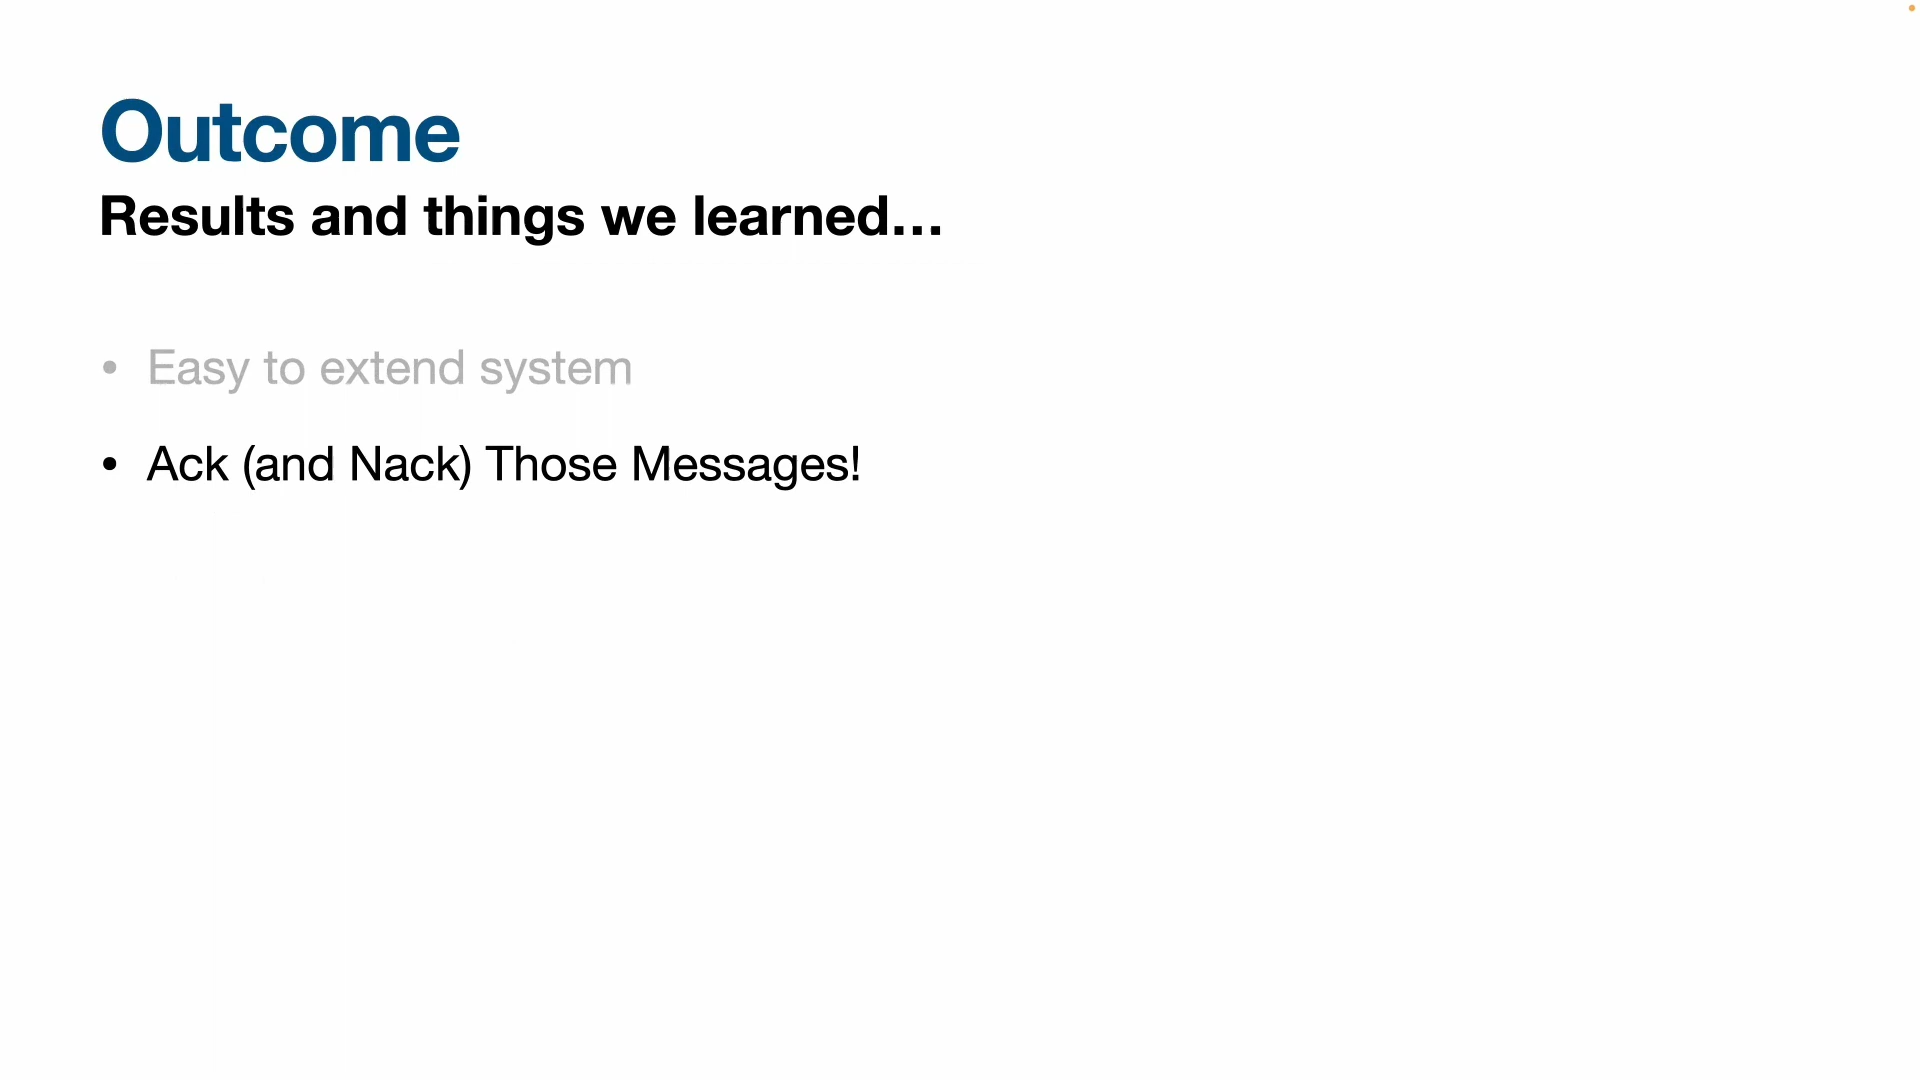 Outcome
Results and things we learned…
• Easy to extend system
• Ack (and Nack) Those Messages!